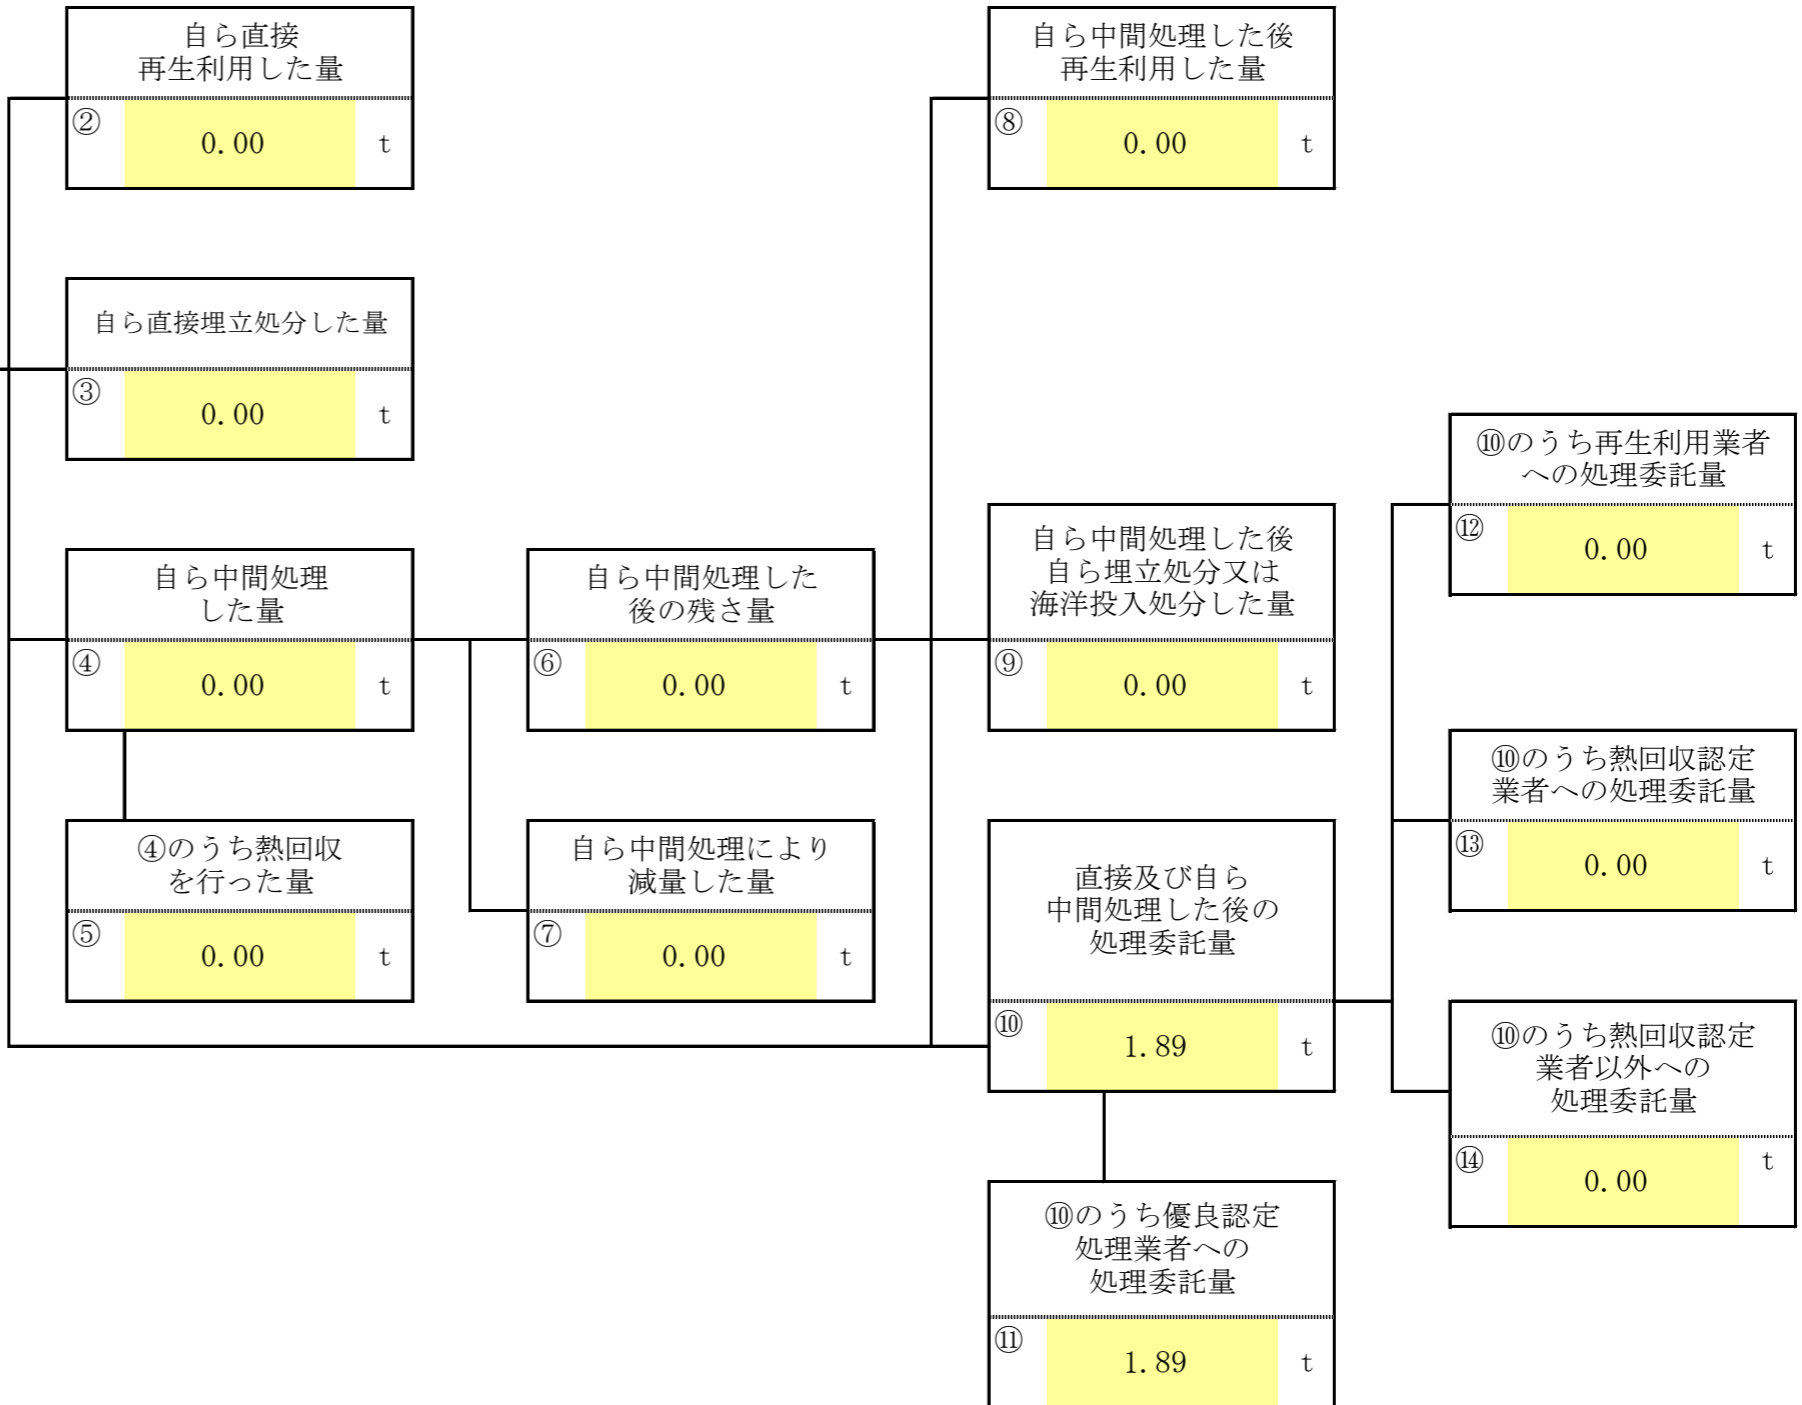 自ら直接
再生利用した量
②
0.00
t
自ら中間処理した後
再生利用した量
⑧
0.00
t
自ら直接埋立処分した量
③
0.00
t
⑩のうち再生利用業者
への処理委託量
⑫
0.00
t
自ら中間処理
した量
④
0.00
t
自ら中間処理した
後の残さ量
⑥
0.00
t
自ら中間処理した後
自ら埋立処分又は
海洋投入処分した量
⑨
0.00
t
⑩のうち熱回収認定
業者への処理委託量
⑬
0.00
t
④のうち熱回収
を行った量
⑤
0.00
t
自ら中間処理により
減量した量
⑦
0.00
t
直接及び自ら
中間処理した後の
処理委託量
⑩
1.89
t
⑩のうち熱回収認定
業者以外への
処理委託量
⑭
0.00
t
⑩のうち優良認定
処理業者への
処理委託量
⑪
1.89
t